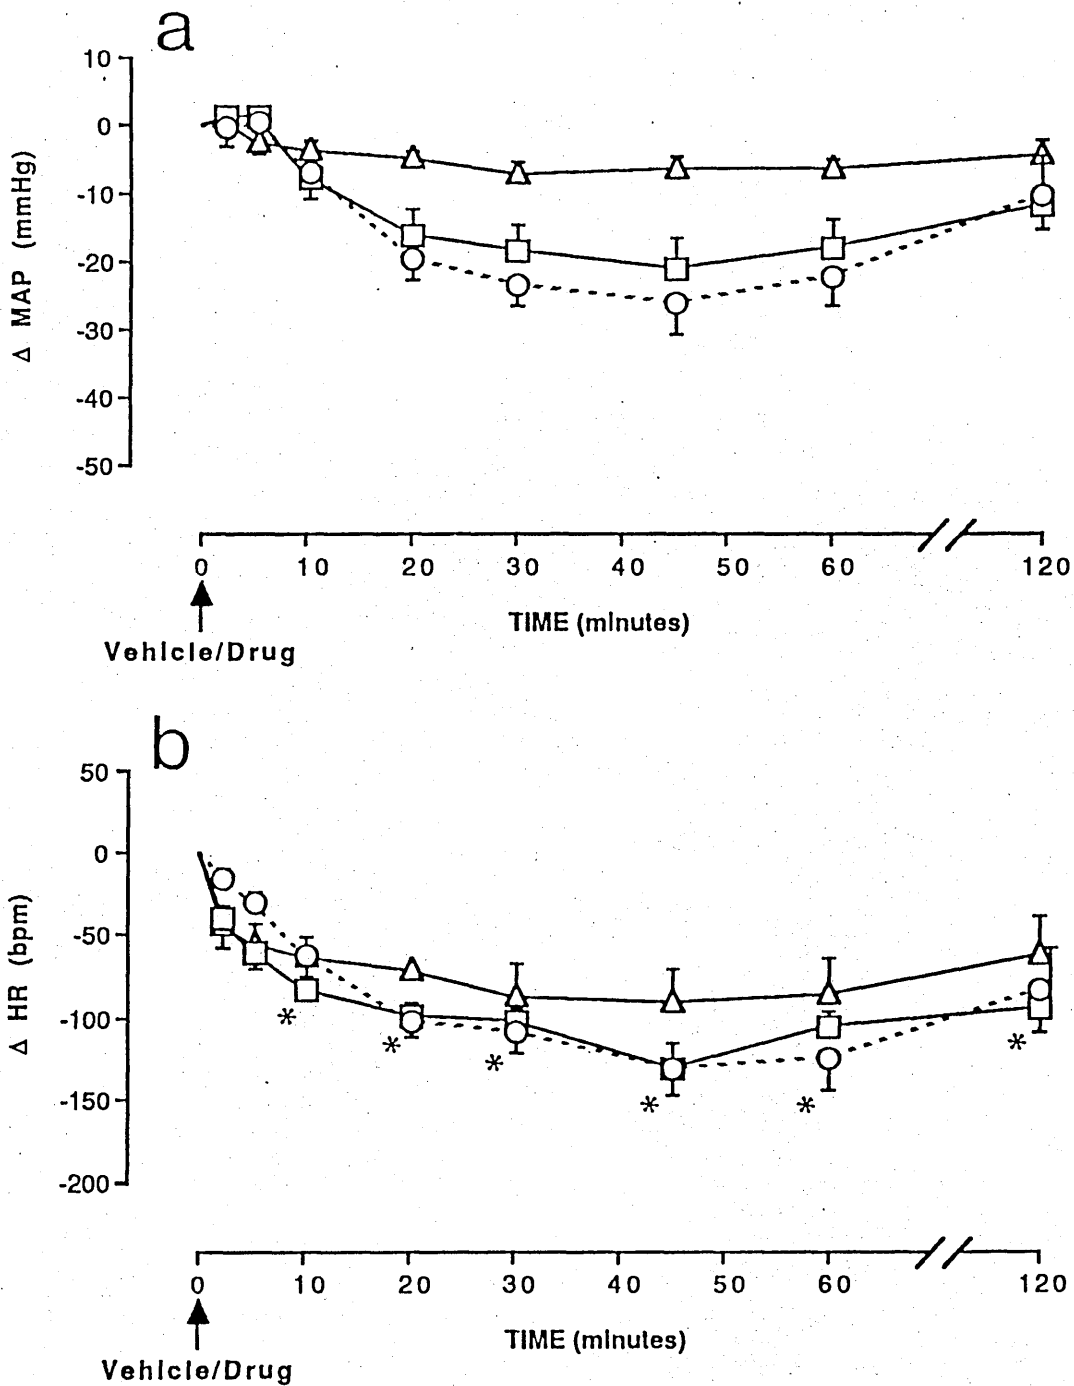 a
10
0
-10
-20
-30
-40
-50
Δ MAP (mmHg)
0 10 20 30 40 50 60 120
TIME (minutes)
Vehicle/Drug
b
50
0
-50
-100
-150
-200
Δ HR (bpm)
* * * * * *
0 10 20 30 40 50 60 120
TIME (minutes)
Vehicle/Drug